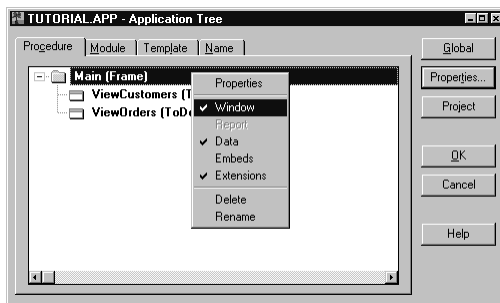 TUTORIAL.APP - Application Tree
Procedure Module Template Name
Main (Frame)
ViewCustomers (T
ViewOrders (ToDo
Properties
Window
Report
Data
Embeds
Extensions
Delete
Rename
Global
Properties...
Project
OK
Cancel
Help